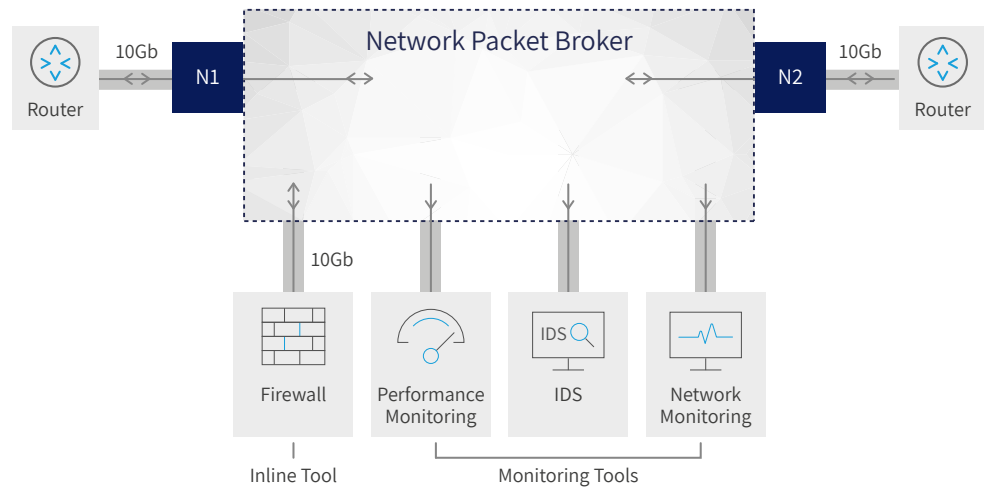 Network Packet Broker
10Gb
N1
N2
10Gb
Router
Router
10Gb
IDS
Firewall
Performance
Monitoring
IDS
Network
Monitoring
Inline Tool
Monitoring Tools